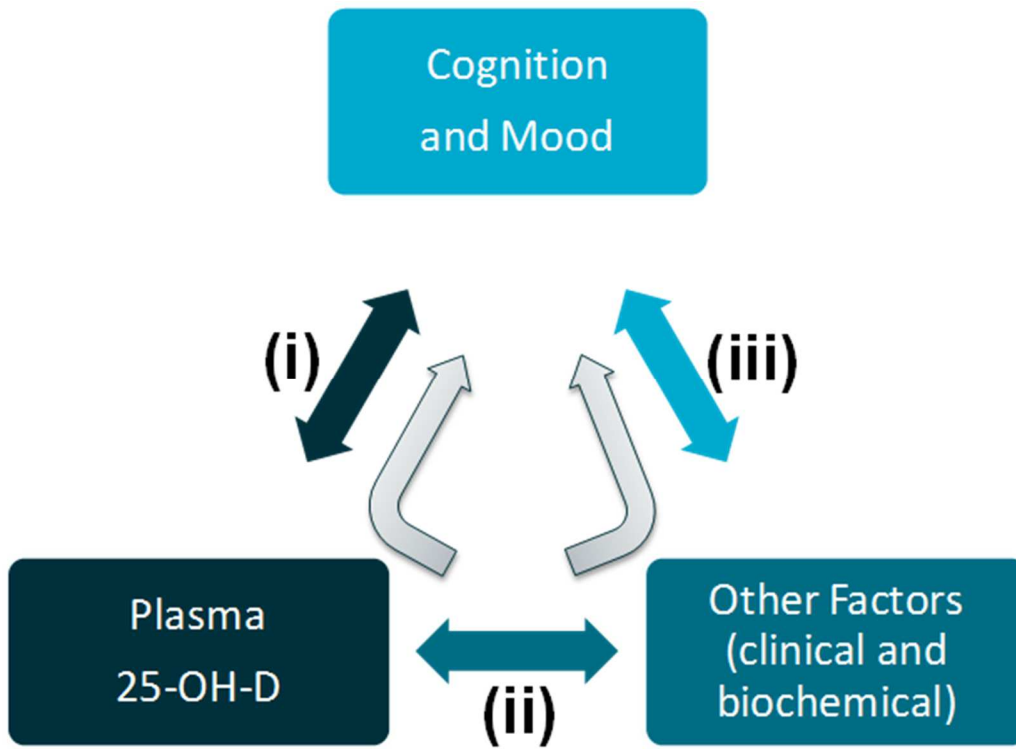 Cognition
and Mood
(i)
(iii)
Plasma
25-OH-D
Other Factors
(clinical and
biochemical)
(ii)